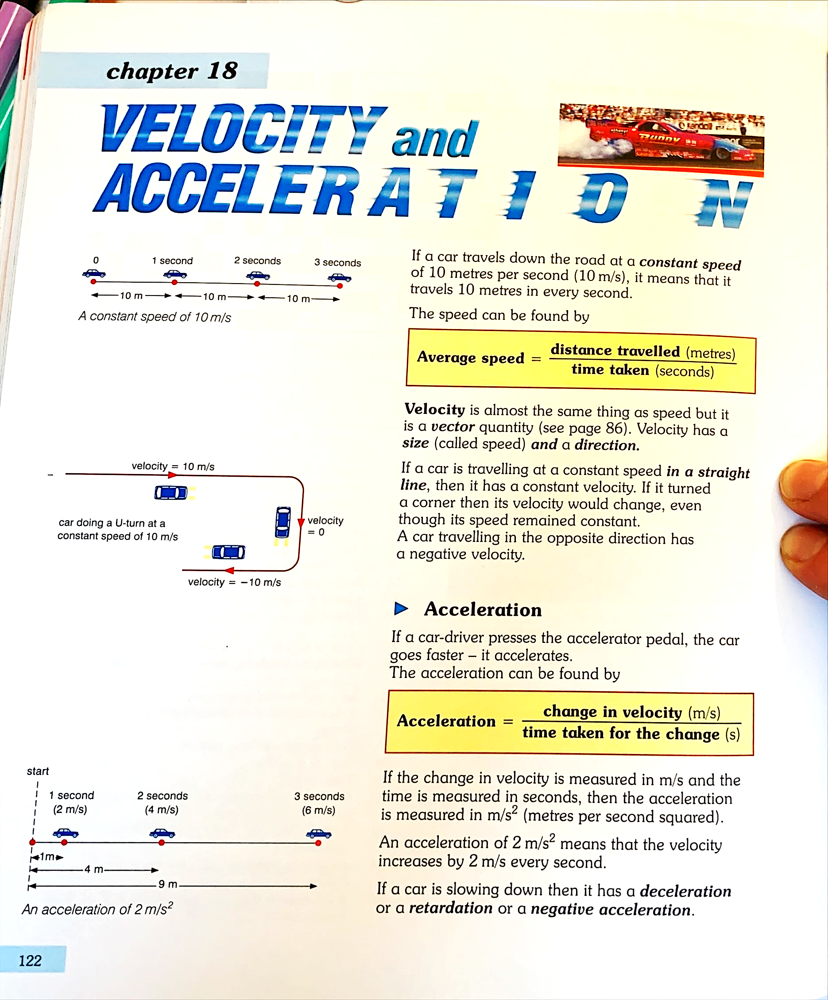 chapter 18
VELOCITY and
ACCELERATION
ethanol
BUNNY
0
1 second
2 seconds
3 seconds
10 m
10 m
10 m
A constant speed of 10 m/s
If a car travels down the road at a constant speed
of 10 metres per second (10 m/s), it means that it
travels 10 metres in every second.
The speed can be found by
Average speed = distance travelled (metres)
time taken (seconds)
Velocity is almost the same thing as speed but it
is a vector quantity (see page 86). Velocity has a
size (called speed) and a direction.
velocity = 10 m/s
car doing a U-turn at a
constant speed of 10 m/s
velocity
= 0
velocity = −10 m/s
If a car is travelling at a constant speed in a straight
line, then it has a constant velocity. If it turned
a corner then its velocity would change, even
though its speed remained constant.
A car travelling in the opposite direction has
a negative velocity.
Acceleration
If a car-driver presses the accelerator pedal, the car
goes faster – it accelerates.
The acceleration can be found by
Acceleration = change in velocity (m/s)
time taken for the change (s)
start
1 second
(2 m/s)
2 seconds
(4 m/s)
3 seconds
(6 m/s)
1m
4 m
9 m
An acceleration of 2 m/s²
If the change in velocity is measured in m/s and the
time is measured in seconds, then the acceleration
is measured in m/s² (metres per second squared).
An acceleration of 2 m/s² means that the velocity
increases by 2 m/s every second.
If a car is slowing down then it has a deceleration
or a retardation or a negative acceleration.
122